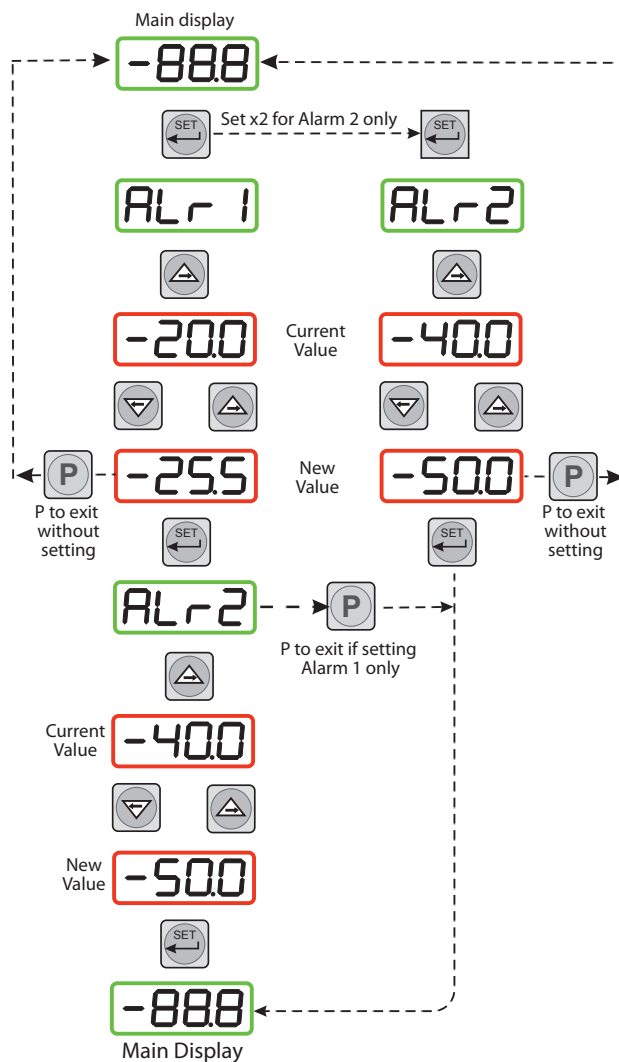 Main display
-88.8
SET
Set x2 for Alarm 2 only
SET
ALr1
ALr2
-20.0
Current
Value
-40.0
P
-25.5
New
Value
-50.0
P
P to exit
without
setting
SET
SET
P to exit
without
setting
ALr2
P
P to exit if setting
Alarm 1 only
Current
Value
-40.0
New
Value
-50.0
SET
-88.8
Main Display